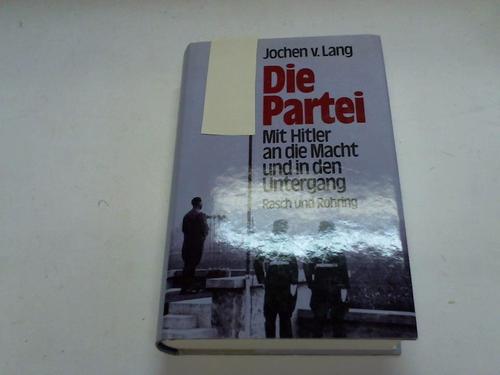 Jochen v. Lang
Die
Partei
Mit Hitler
an die Macht
und in den
Untergang
Rasch und Röhring